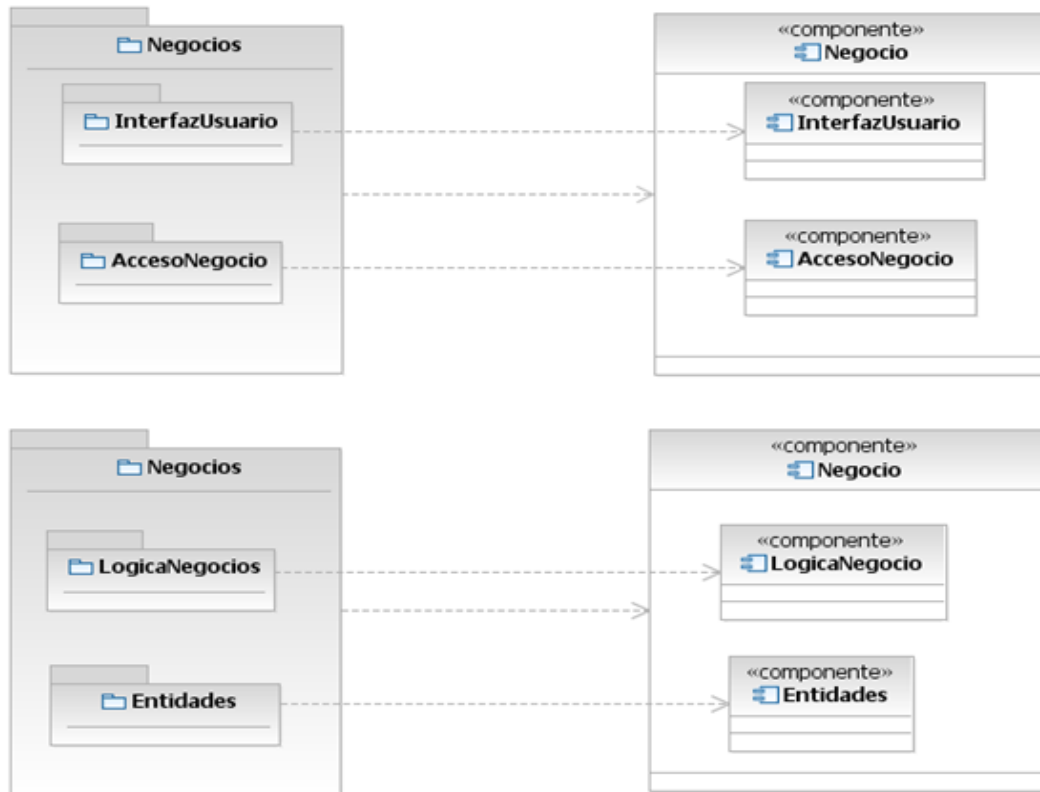 Negocios
InterfazUsuario
AccesoNegocio
«componente»
Negocio
«componente»
InterfazUsuario
«componente»
AccesoNegocio
Negocios
LogicaNegocios
Entidades
«componente»
Negocio
«componente»
LogicaNegocio
«componente»
Entidades